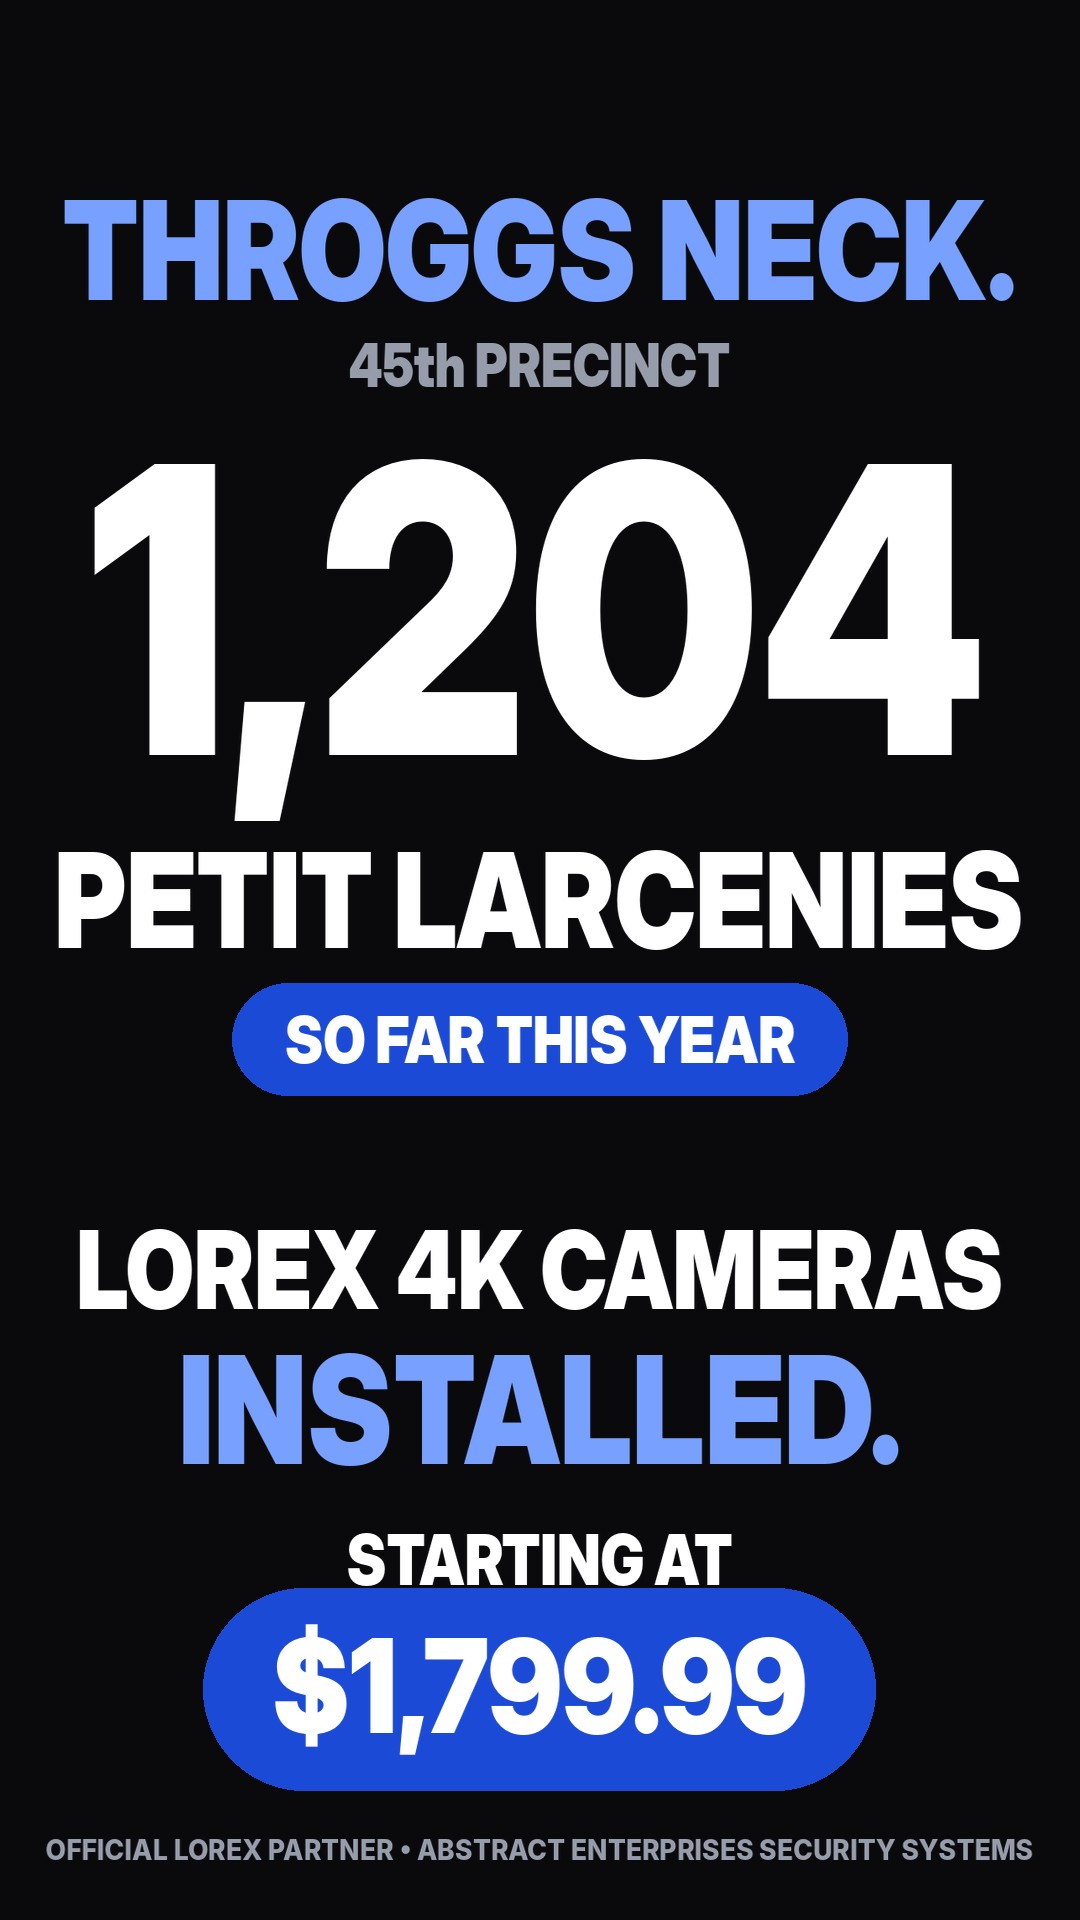 THROGGS NECK.
45th PRECINCT
1,204
PETIT LARCENIES
SO FAR THIS YEAR
LOREX 4K CAMERAS
INSTALLED.
STARTING AT
$1,799.99
OFFICIAL LOREX PARTNER • ABSTRACT ENTERPRISES SECURITY SYSTEMS